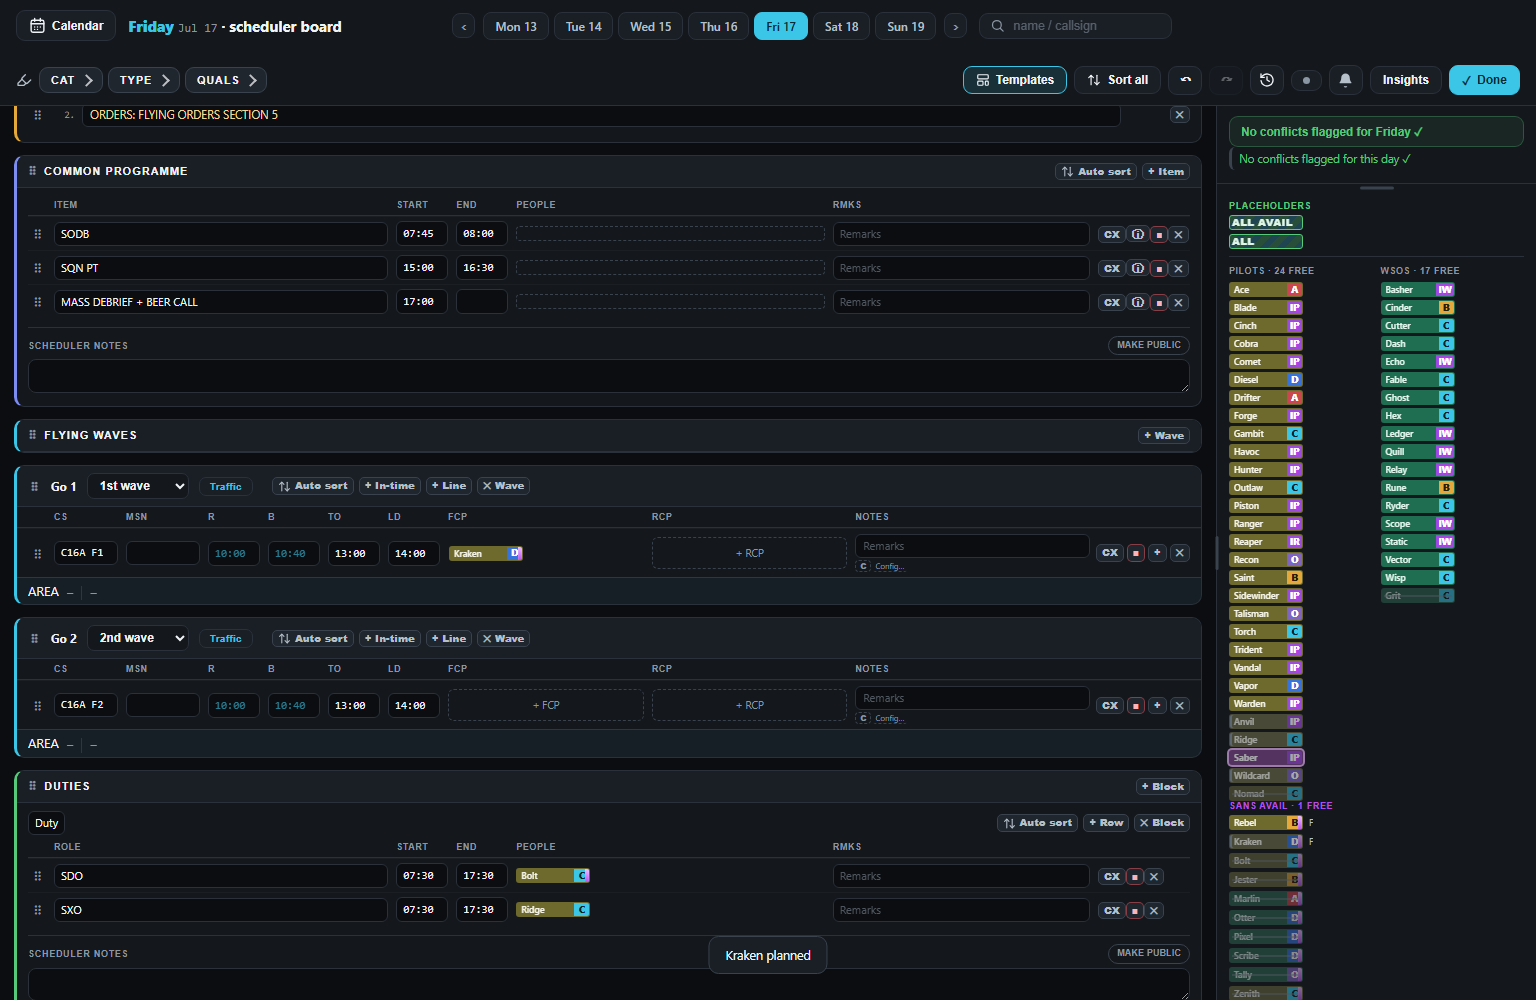 Calendar
Friday Jul 17 · scheduler board
‹ Mon 13 Tue 14 Wed 15 Thu 16 Fri 17 Sat 18 Sun 19 ›
name / callsign
CAT TYPE QUALS
Templates Sort all Insights ✓ Done
2. ORDERS: FLYING ORDERS SECTION 5
COMMON PROGRAMME
Auto sort + Item
ITEM START END PEOPLE RMKS
SODB 07:45 08:00 Remarks CX
SQN PT 15:00 16:30 Remarks CX
MASS DEBRIEF + BEER CALL 17:00 Remarks CX
SCHEDULER NOTES MAKE PUBLIC
FLYING WAVES + Wave
Go 1 1st wave Traffic Auto sort + In-time + Line X Wave
CS MSN R B TO LD FCP RCP NOTES
C16A F1 10:00 10:40 13:00 14:00 Kraken D + RCP Remarks CX
C Config...
AREA – | –
Go 2 2nd wave Traffic Auto sort + In-time + Line X Wave
CS MSN R B TO LD FCP RCP NOTES
C16A F2 10:00 10:40 13:00 14:00 + FCP + RCP Remarks CX
C Config...
AREA – | –
DUTIES + Block
Duty Auto sort + Row X Block
ROLE START END PEOPLE RMKS
SDO 07:30 17:30 Bolt C Remarks CX
SXO 07:30 17:30 Ridge C Remarks CX
SCHEDULER NOTES MAKE PUBLIC
Kraken planned
No conflicts flagged for Friday ✓
No conflicts flagged for this day ✓
PLACEHOLDERS
ALL AVAIL
ALL
PILOTS · 24 FREE
Ace A
Blade IP
Cinch IP
Cobra IP
Comet IP
Diesel D
Drifter A
Forge IP
Gambit C
Havoc IP
Hunter IP
Outlaw C
Piston IP
Ranger IP
Reaper IR
Recon O
Saint B
Sidewinder IP
Talisman O
Torch C
Trident IP
Vandal IP
Vapor D
Warden IP
Anvil IP
Ridge C
Saber IP
Wildcard O
Nomad C
WSOS · 17 FREE
Basher IW
Cinder B
Cutter C
Dash C
Echo IW
Fable C
Ghost C
Hex C
Ledger IW
Quill IW
Relay IW
Rune B
Ryder C
Scope IW
Static IW
Vector C
Wisp C
Grit C
SANS AVAIL · 1 FREE
Rebel B F
Kraken D F
Bolt C
Jester B
Marlin A
Otter D
Pixel D
Scribe D
Tally O
Zenith C